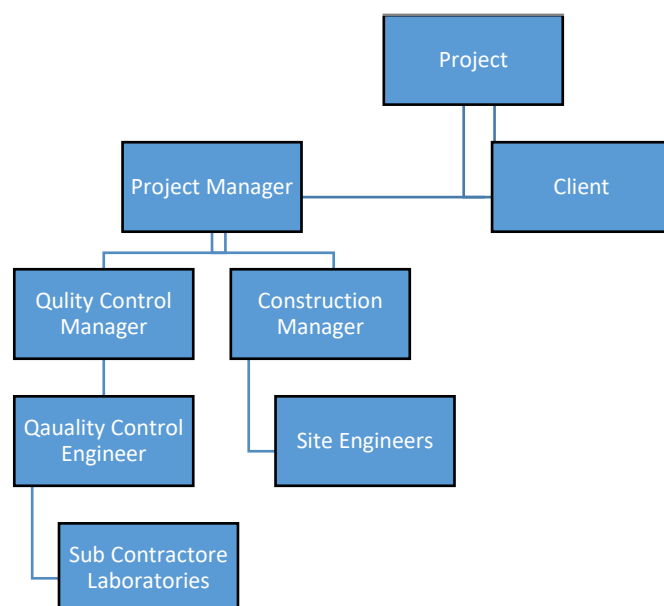 Project
Project Manager
Client
Qulity Control
Manager
Construction
Manager
Qauality Control
Engineer
Site Engineers
Sub Contractore
Laboratories